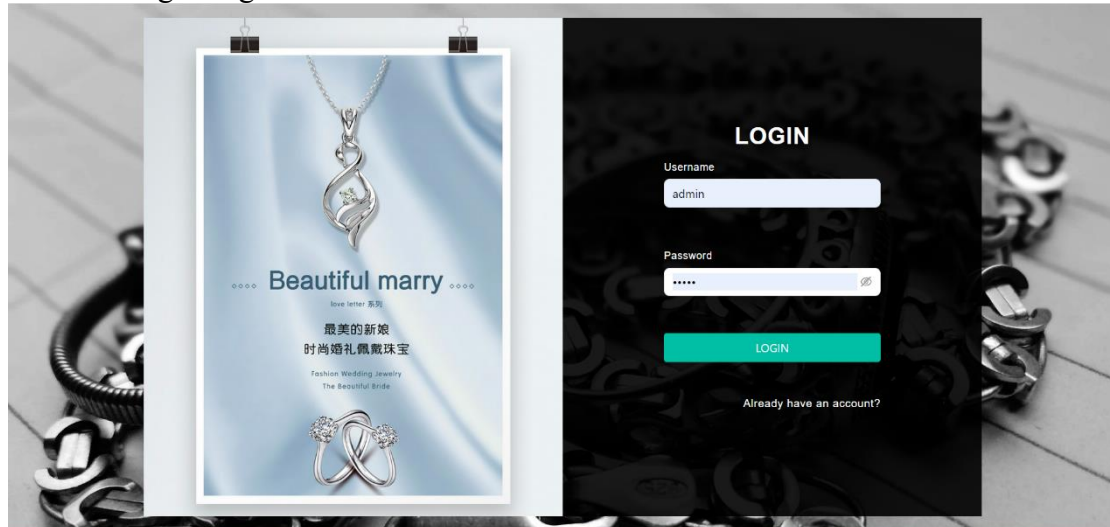 Beautiful marry
love letter 系列
最美的新娘
时尚婚礼佩戴珠宝
Fashion Wedding Jewelry
The Beautiful Bride
LOGIN
Username
admin
Password
•••••
LOGIN
Already have an account?